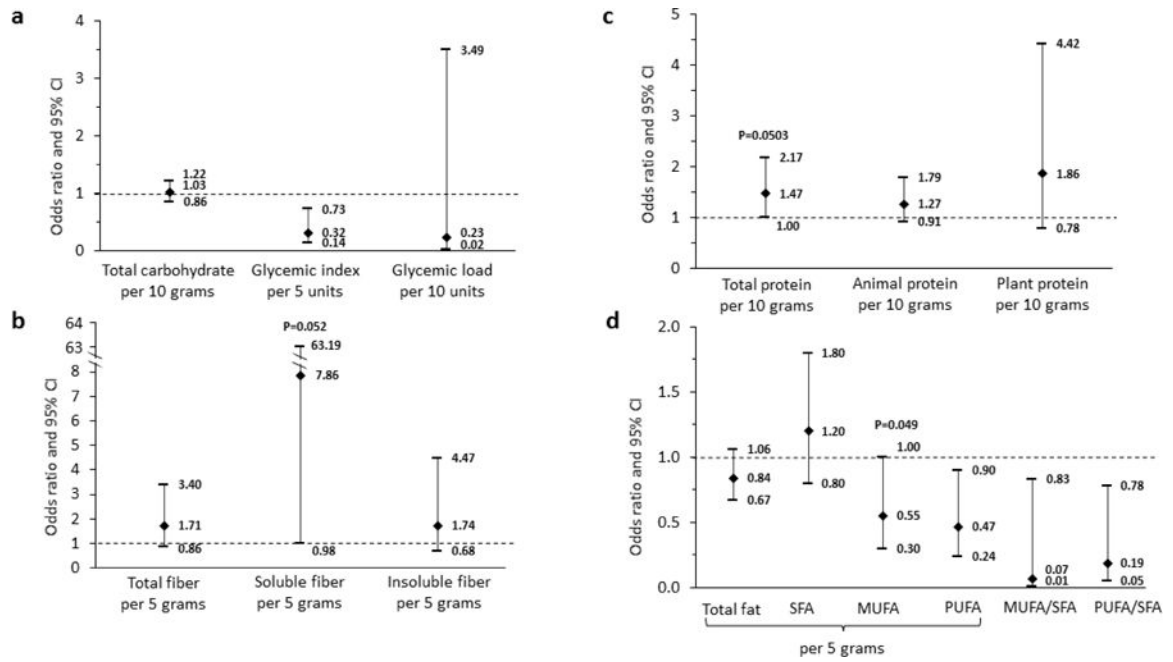 a
Odds ratio and 95% CI
4
3
2
1
0
1.22
1.03
0.86
0.73
0.32
0.14
3.49
0.23
0.02
Total carbohydrate
per 10 grams
Glycemic index
per 5 units
Glycemic load
per 10 units
b
Odds ratio and 95% CI
64
63
8
7
6
5
4
3
2
1
0
3.40
1.71
0.86
P=0.052
63.19
7.86
0.98
4.47
1.74
0.68
Total fiber
per 5 grams
Soluble fiber
per 5 grams
Insoluble fiber
per 5 grams
c
Odds ratio and 95% CI
5
4
3
2
1
0
P=0.0503
2.17
1.47
1.00
1.79
1.27
0.91
4.42
1.86
0.78
Total protein
per 10 grams
Animal protein
per 10 grams
Plant protein
per 10 grams
d
Odds ratio and 95% CI
2.0
1.5
1.0
0.5
0.0
1.06
0.84
0.67
1.80
1.20
0.80
P=0.049
1.00
0.55
0.30
0.90
0.47
0.24
0.83
0.07
0.01
0.78
0.19
0.05
Total fat
SFA
MUFA
PUFA
MUFA/SFA
PUFA/SFA
per 5 grams